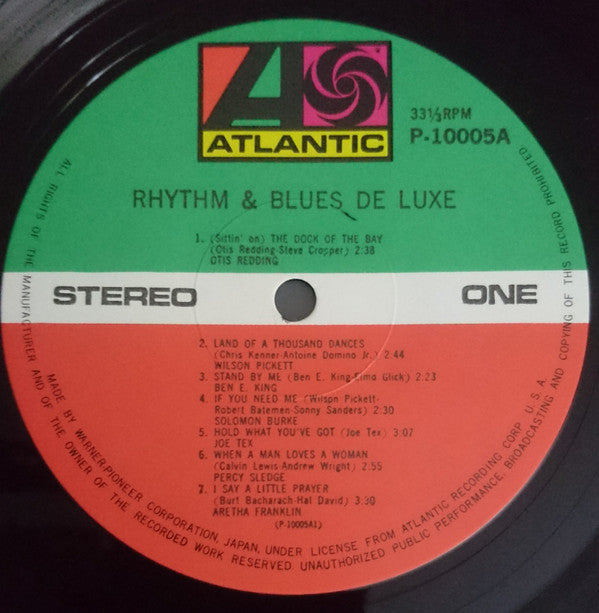 ATLANTIC
33⅓RPM
P-10005A
RHYTHM & BLUES DE LUXE
1. (Sittin' on) THE DOCK OF THE BAY
(Otis Redding-Steve Cropper) 2:38
OTIS REDDING
STEREO
ONE
2. LAND OF A THOUSAND DANCES
(Chris Kenner-Antoine Domino Jr.) 2:44
WILSON PICKETT
3. STAND BY ME (Ben E. King-Elmo Glick) 2:23
BEN E. KING
4. IF YOU NEED ME (Wilson Pickett-
Robert Batemen-Sonny Sanders) 2:30
SOLOMON BURKE
5. HOLD WHAT YOU'VE GOT (Joe Tex) 3:07
JOE TEX
6. WHEN A MAN LOVES A WOMAN
(Calvin Lewis-Andrew Wright) 2:55
PERCY SLEDGE
7. I SAY A LITTLE PRAYER
(Burt Bacharach-Hal David) 3:30
ARETHA FRANKLIN
(P-10005A1)
MADE BY WARNER-PIONEER CORPORATION, JAPAN, UNDER LICENSE FROM ATLANTIC RECORDING CORP. U.S.A.
ALL RIGHTS OF THE MANUFACTURER AND OF THE OWNER OF THE RECORDED WORK RESERVED. UNAUTHORIZED PUBLIC PERFORMANCE, BROADCASTING AND COPYING OF THIS RECORD PROHIBITED